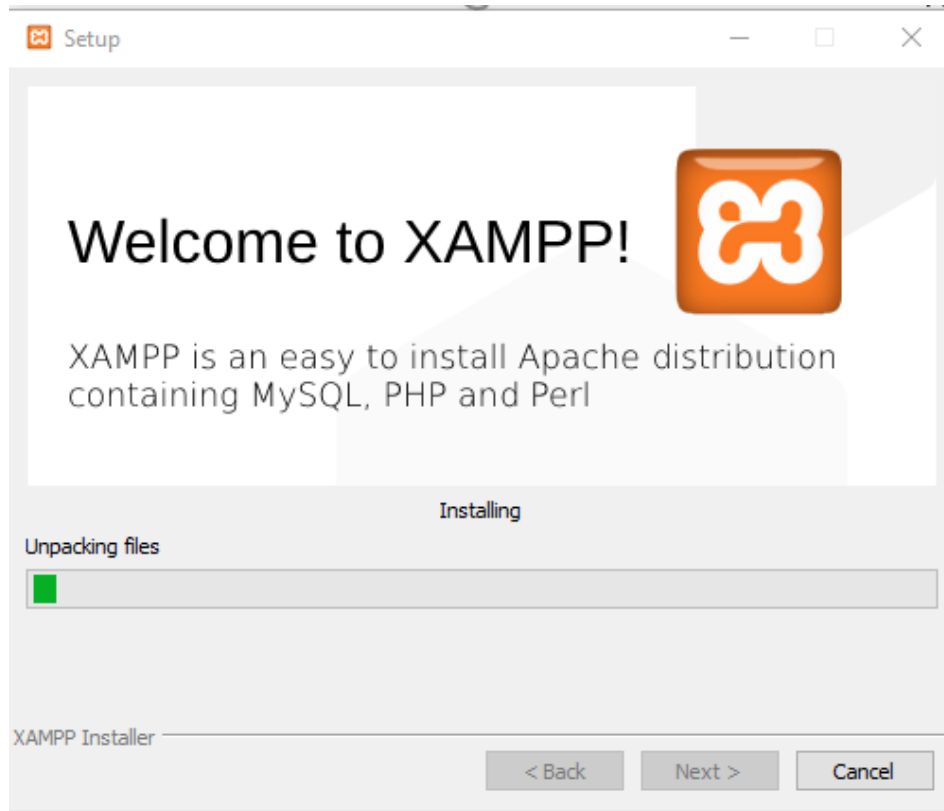 Setup
Welcome to XAMPP!
XAMPP is an easy to install Apache distribution
containing MySQL, PHP and Perl
Installing
Unpacking files
XAMPP Installer
< Back
Next >
Cancel